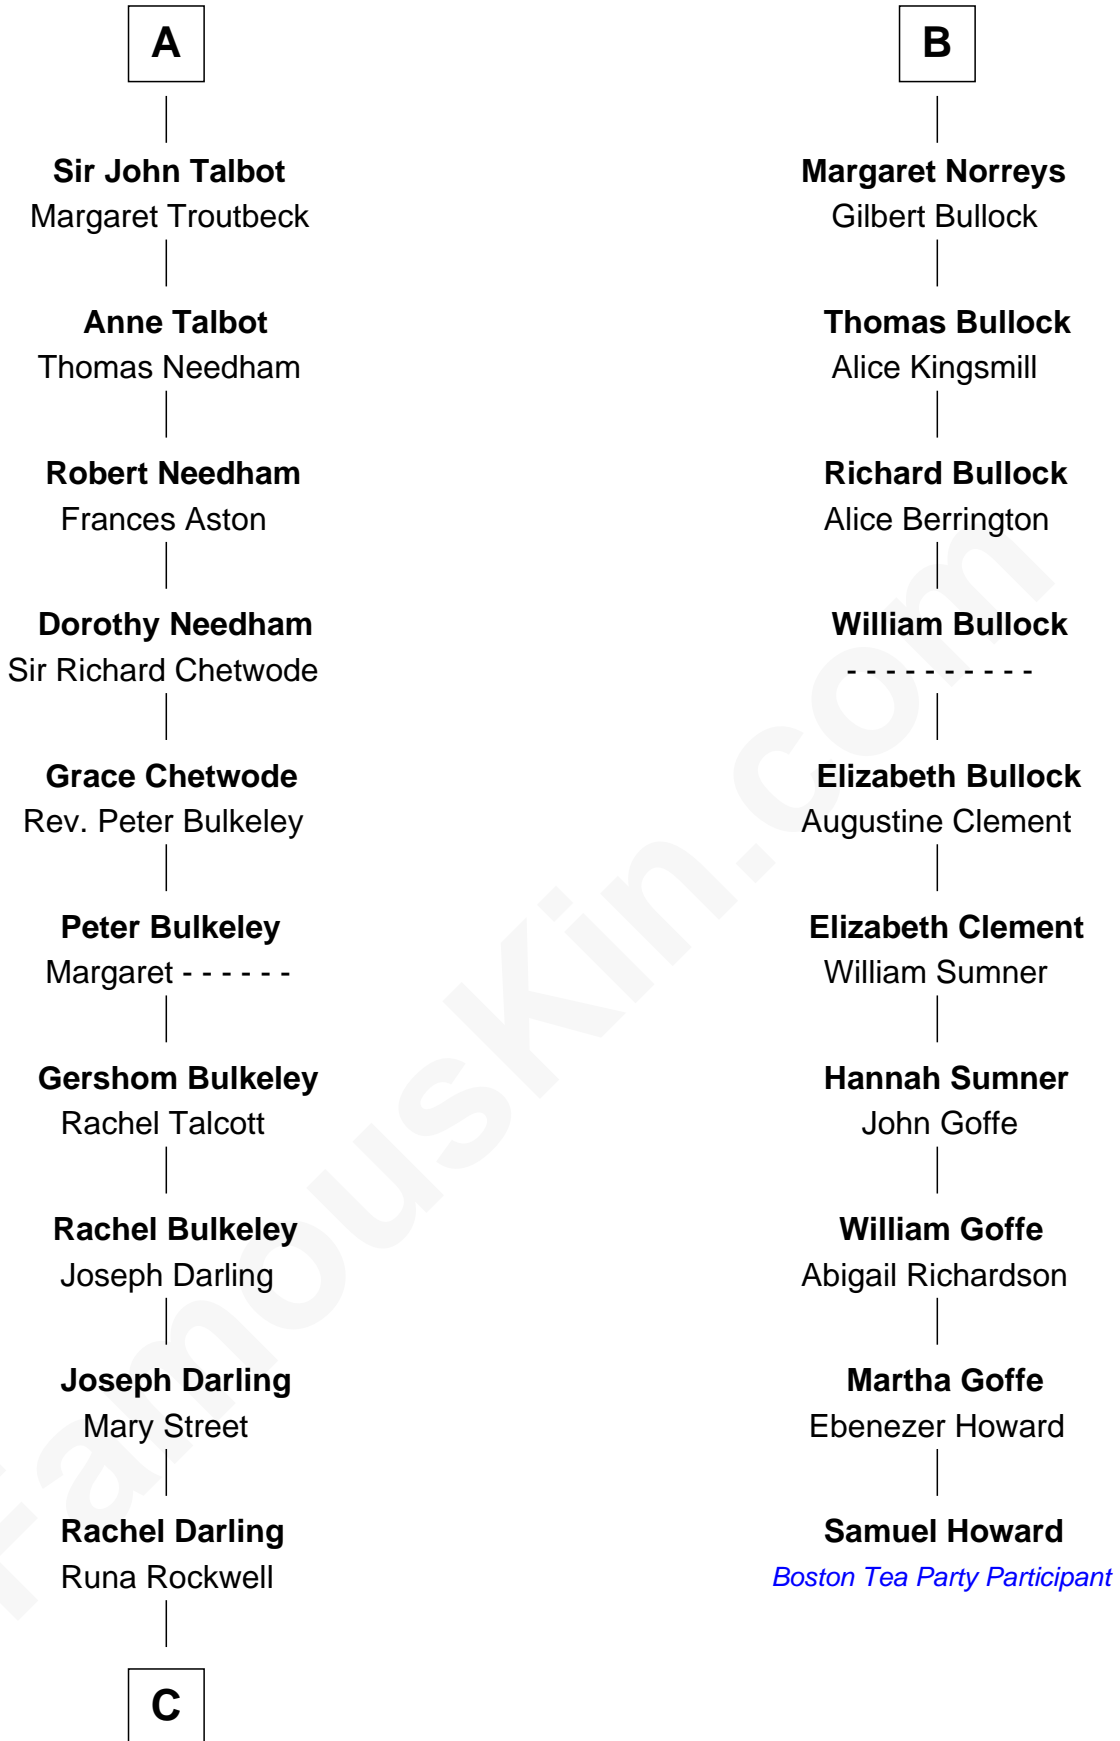 A
Sir John Talbot
Margaret Troutbeck
Anne Talbot
Thomas Needham
Robert Needham
Frances Aston
Dorothy Needham
Sir Richard Chetwode
Grace Chetwode
Rev. Peter Bulkeley
Peter Bulkeley
Margaret - - - - - -
Gershom Bulkeley
Rachel Talcott
Rachel Bulkeley
Joseph Darling
Joseph Darling
Mary Street
Rachel Darling
Runa Rockwell
C
B
Margaret Norreys
Gilbert Bullock
Thomas Bullock
Alice Kingsmill
Richard Bullock
Alice Berrington
William Bullock
- - - - - - - - - -
Elizabeth Bullock
Augustine Clement
Elizabeth Clement
William Sumner
Hannah Sumner
John Goffe
William Goffe
Abigail Richardson
Martha Goffe
Ebenezer Howard
Samuel Howard
Boston Tea Party Participant
FamousKin.com